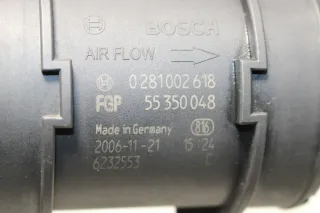 BOSCH
AIR FLOW
0 281 002 618
FGP 55 350 048
Made in Germany 816
2006-11-21 15:24
6232553 C